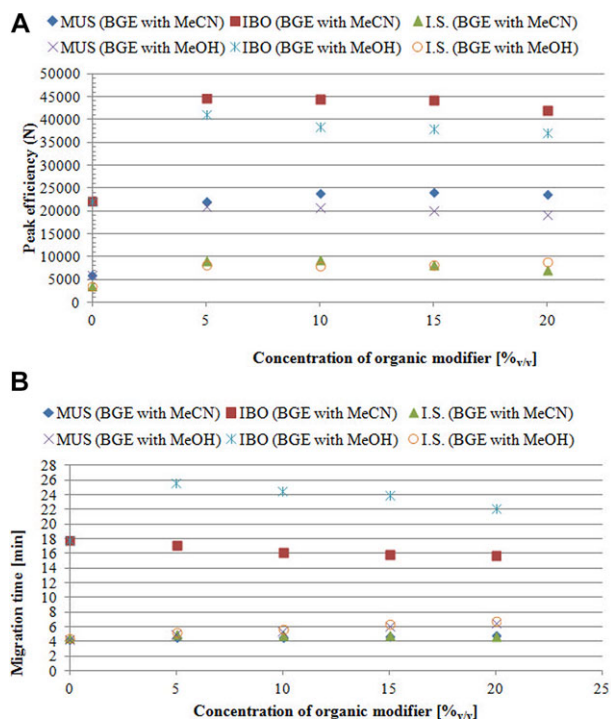 A
MUS (BGE with MeCN) IBO (BGE with MeCN) I.S. (BGE with MeCN)
MUS (BGE with MeOH) IBO (BGE with MeOH) I.S. (BGE with MeOH)
Peak efficiency (N)
50000
45000
40000
35000
30000
25000
20000
15000
10000
5000
0
0 5 10 15 20
Concentration of organic modifier [%v/v]
B
MUS (BGE with MeCN) IBO (BGE with MeCN) I.S. (BGE with MeCN)
MUS (BGE with MeOH) IBO (BGE with MeOH) I.S. (BGE with MeOH)
Migration time [min]
28
26
24
22
20
18
16
14
12
10
8
6
4
2
0
0 5 10 15 20 25
Concentration of organic modifier [%v/v]